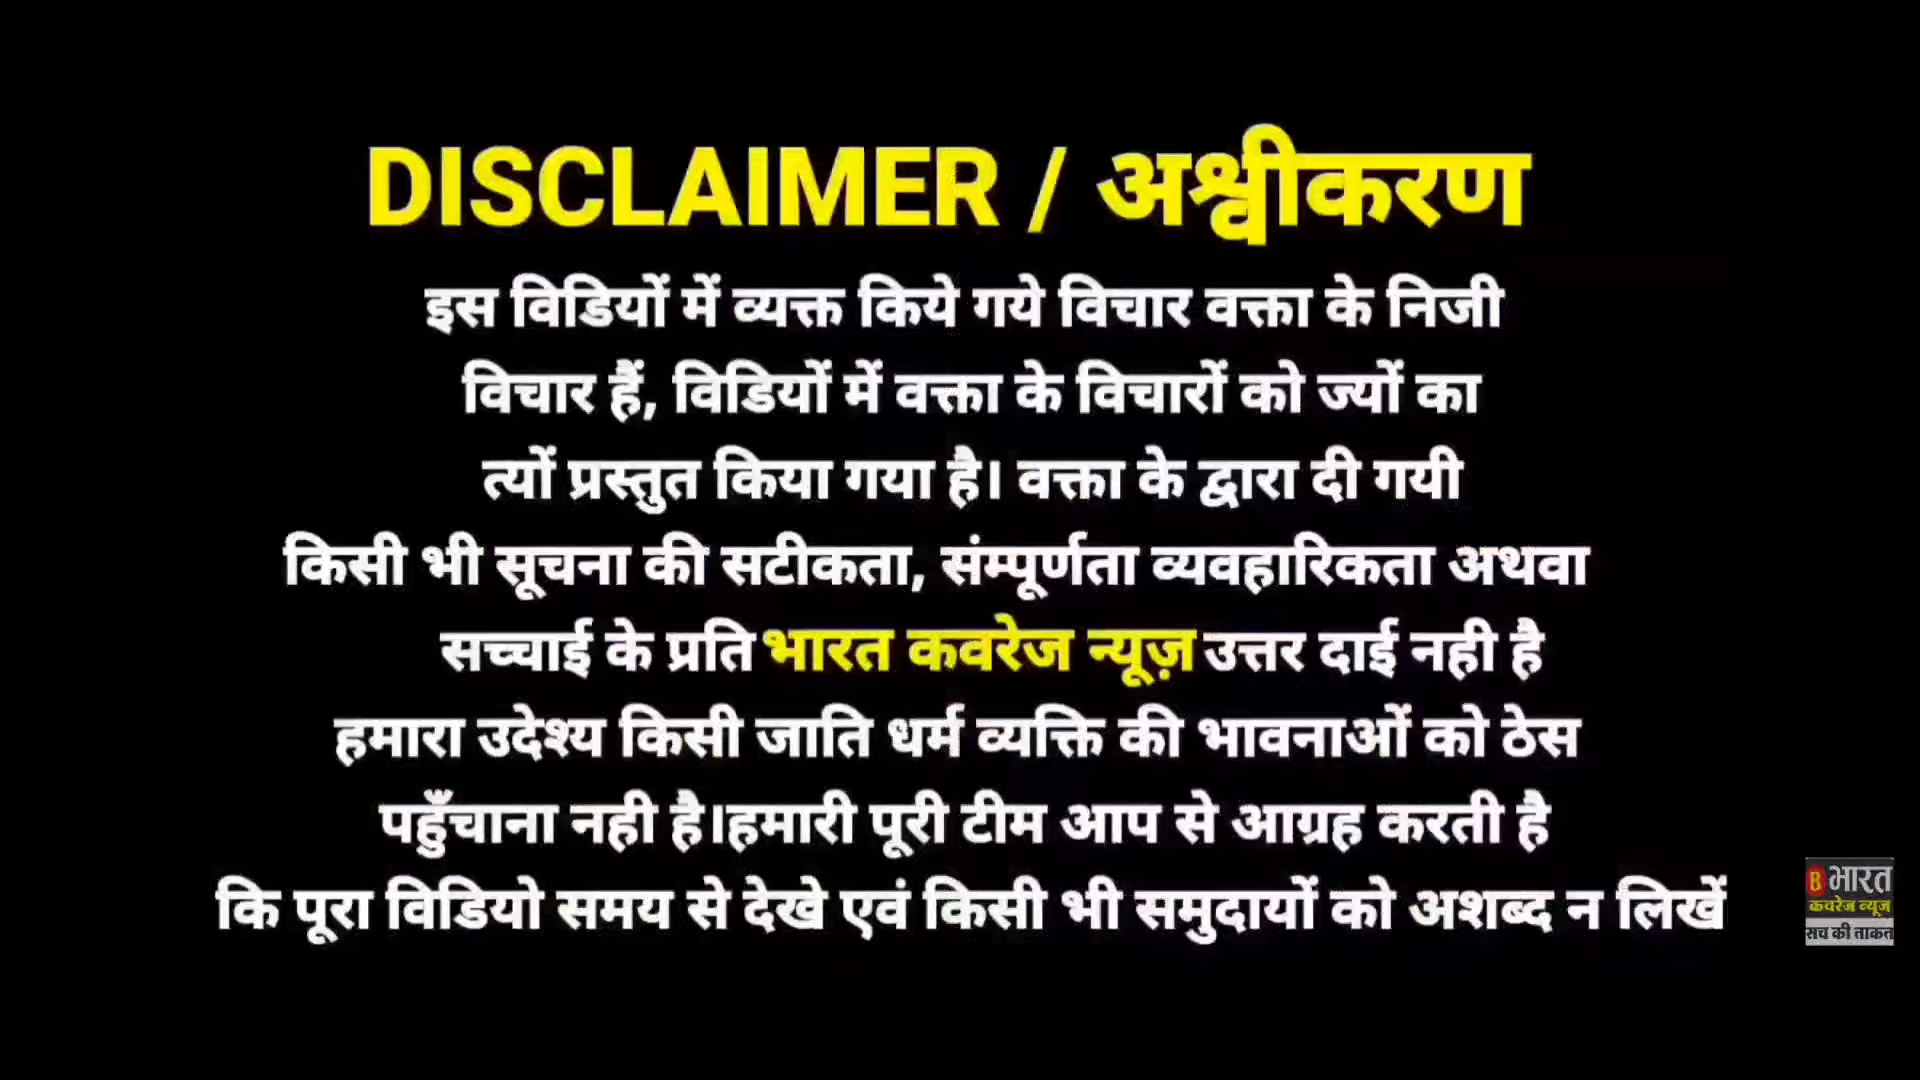 DISCLAIMER / अश्वीकरण
इस विडियों में व्यक्त किये गये विचार वक्ता के निजी
विचार हैं, विडियों में वक्ता के विचारों को ज्यों का
त्यों प्रस्तुत किया गया है। वक्ता के द्वारा दी गयी
किसी भी सूचना की सटीकता, संम्पूर्णता व्यवहारिकता अथवा
सच्चाई के प्रति भारत कवरेज न्यूज़ उत्तर दाई नही है
हमारा उदेश्य किसी जाति धर्म व्यक्ति की भावनाओं को ठेस
पहुँचाना नही है।हमारी पूरी टीम आप से आग्रह करती है
कि पूरा विडियो समय से देखे एवं किसी भी समुदायों को अशब्द न लिखें
B भारत
कवरेज न्यूज
सच की ताकत